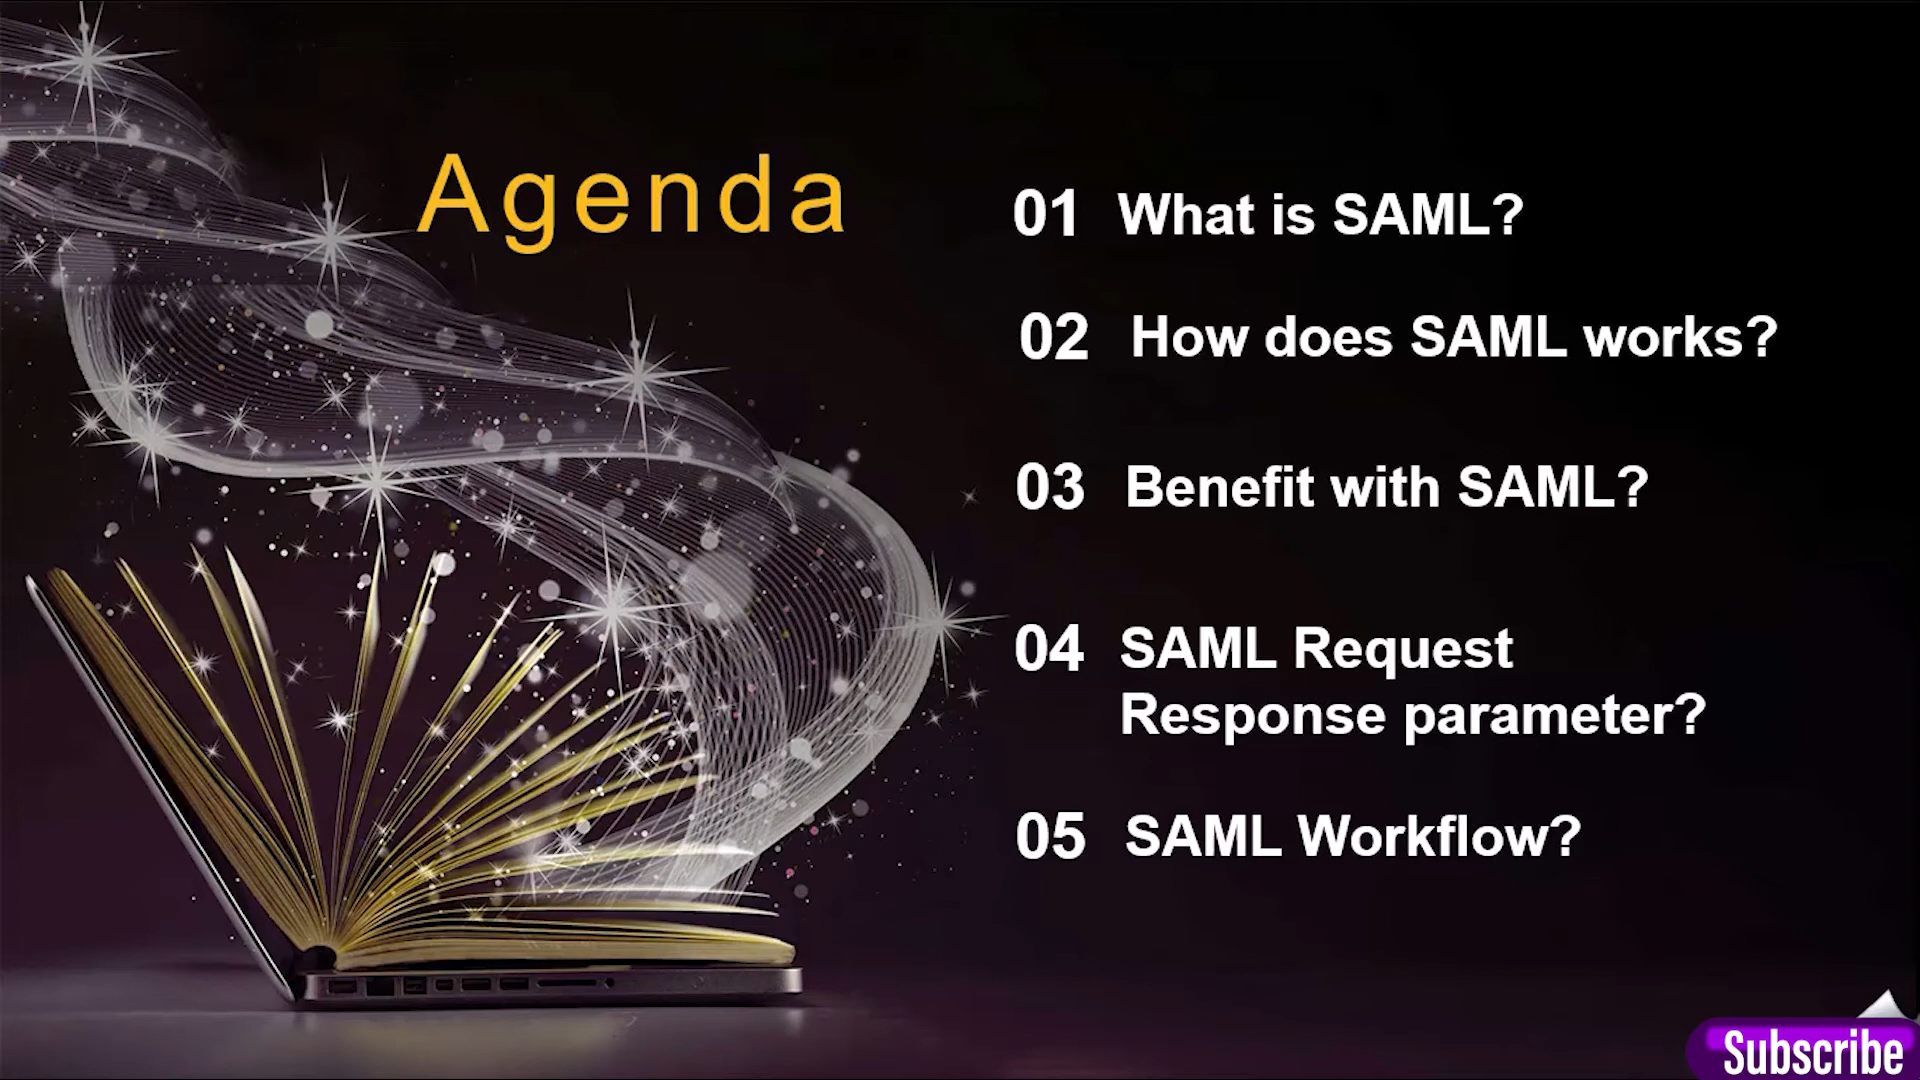 Agenda
01 What is SAML?
02 How does SAML works?
03 Benefit with SAML?
04 SAML Request
Response parameter?
05 SAML Workflow?
Subscribe